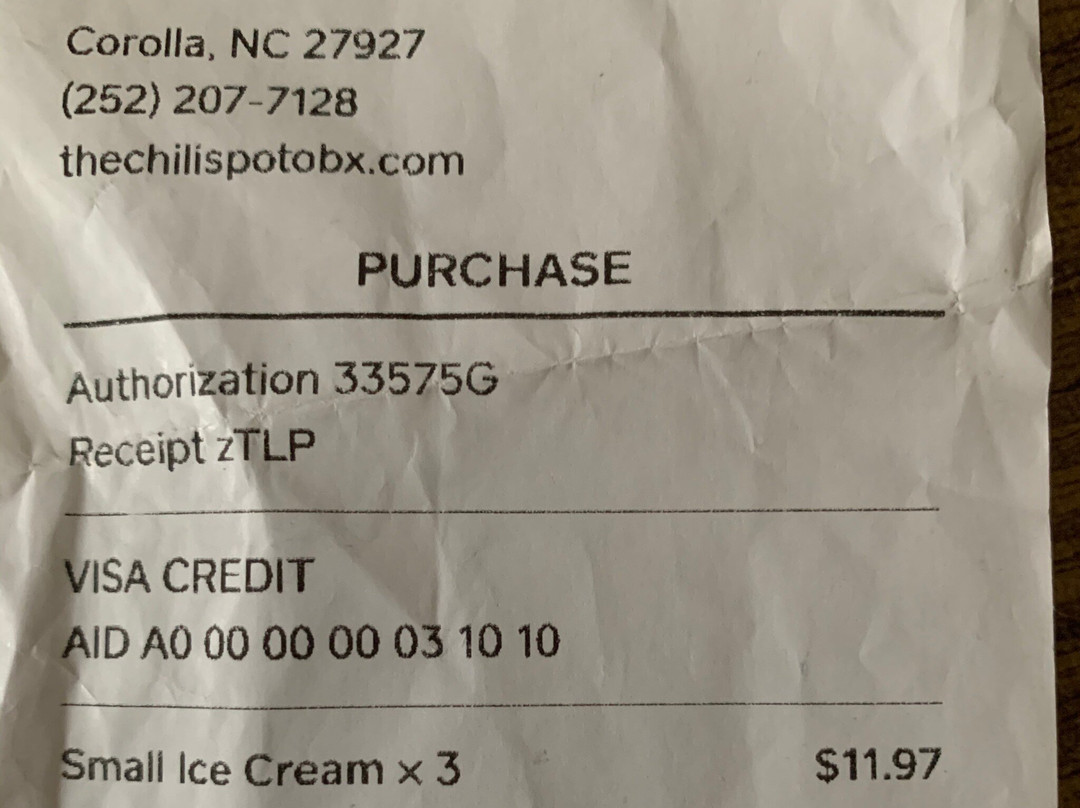 Corolla, NC 27927
(252) 207-7128
thechilispotobx.com
PURCHASE
Authorization 33575G
Receipt zTLP
VISA CREDIT
AID A0 00 00 00 03 10 10
Small Ice Cream x 3 $11.97